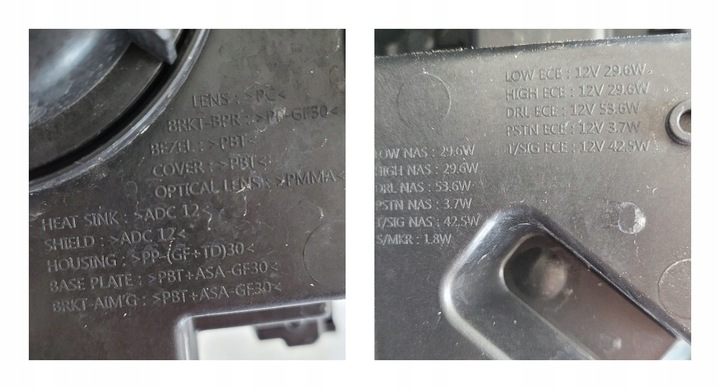 LENS : >PC<
BRKT-BPR : >PP-GF30<
BEZEL : >PBT<
COVER : >PBT<
OPTICAL LENS : >PMMA<
HEAT SINK : >ADC 12<
SHIELD : >ADC 12<
HOUSING : >PP-(GF+TD)30<
BASE PLATE : >PBT+ASA-GF30<
BRKT-AIM'G : >PBT+ASA-GF30<
LOW ECE : 12V 29.6W
HIGH ECE : 12V 29.6W
DRL ECE : 12V 53.6W
PSTN ECE : 12V 3.7W
T/SIG ECE : 12V 42.5W
LOW NAS : 29.6W
HIGH NAS : 29.6W
DRL NAS : 53.6W
PSTN NAS : 3.7W
T/SIG NAS : 42.5W
S/MKR : 1.8W